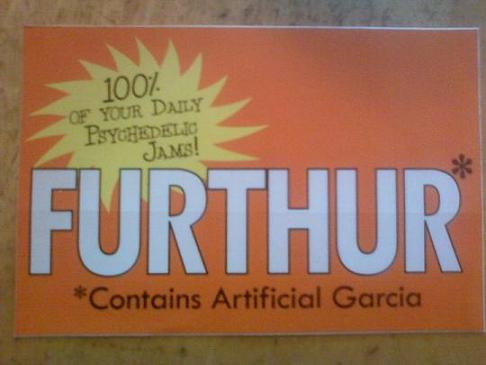 100%
OF YOUR DAILY
PSYCHEDELIC
JAMS!
FURTHUR*
*Contains Artificial Garcia